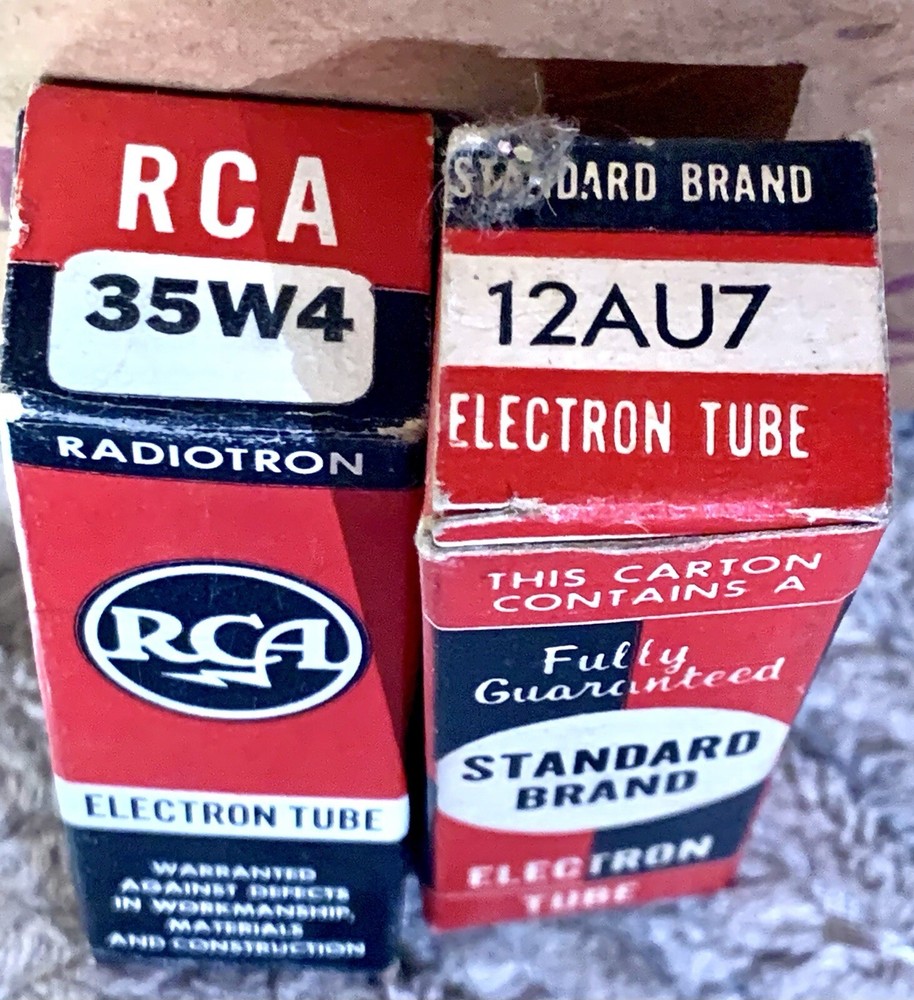 RCA
35W4
RADIOTRON
RCA
ELECTRON TUBE
WARRANTED
AGAINST DEFECTS
IN WORKMANSHIP,
MATERIALS
AND CONSTRUCTION
STANDARD BRAND
12AU7
ELECTRON TUBE
THIS CARTON
CONTAINS A
Fully
Guaranteed
STANDARD
BRAND
ELECTRON
TUBE